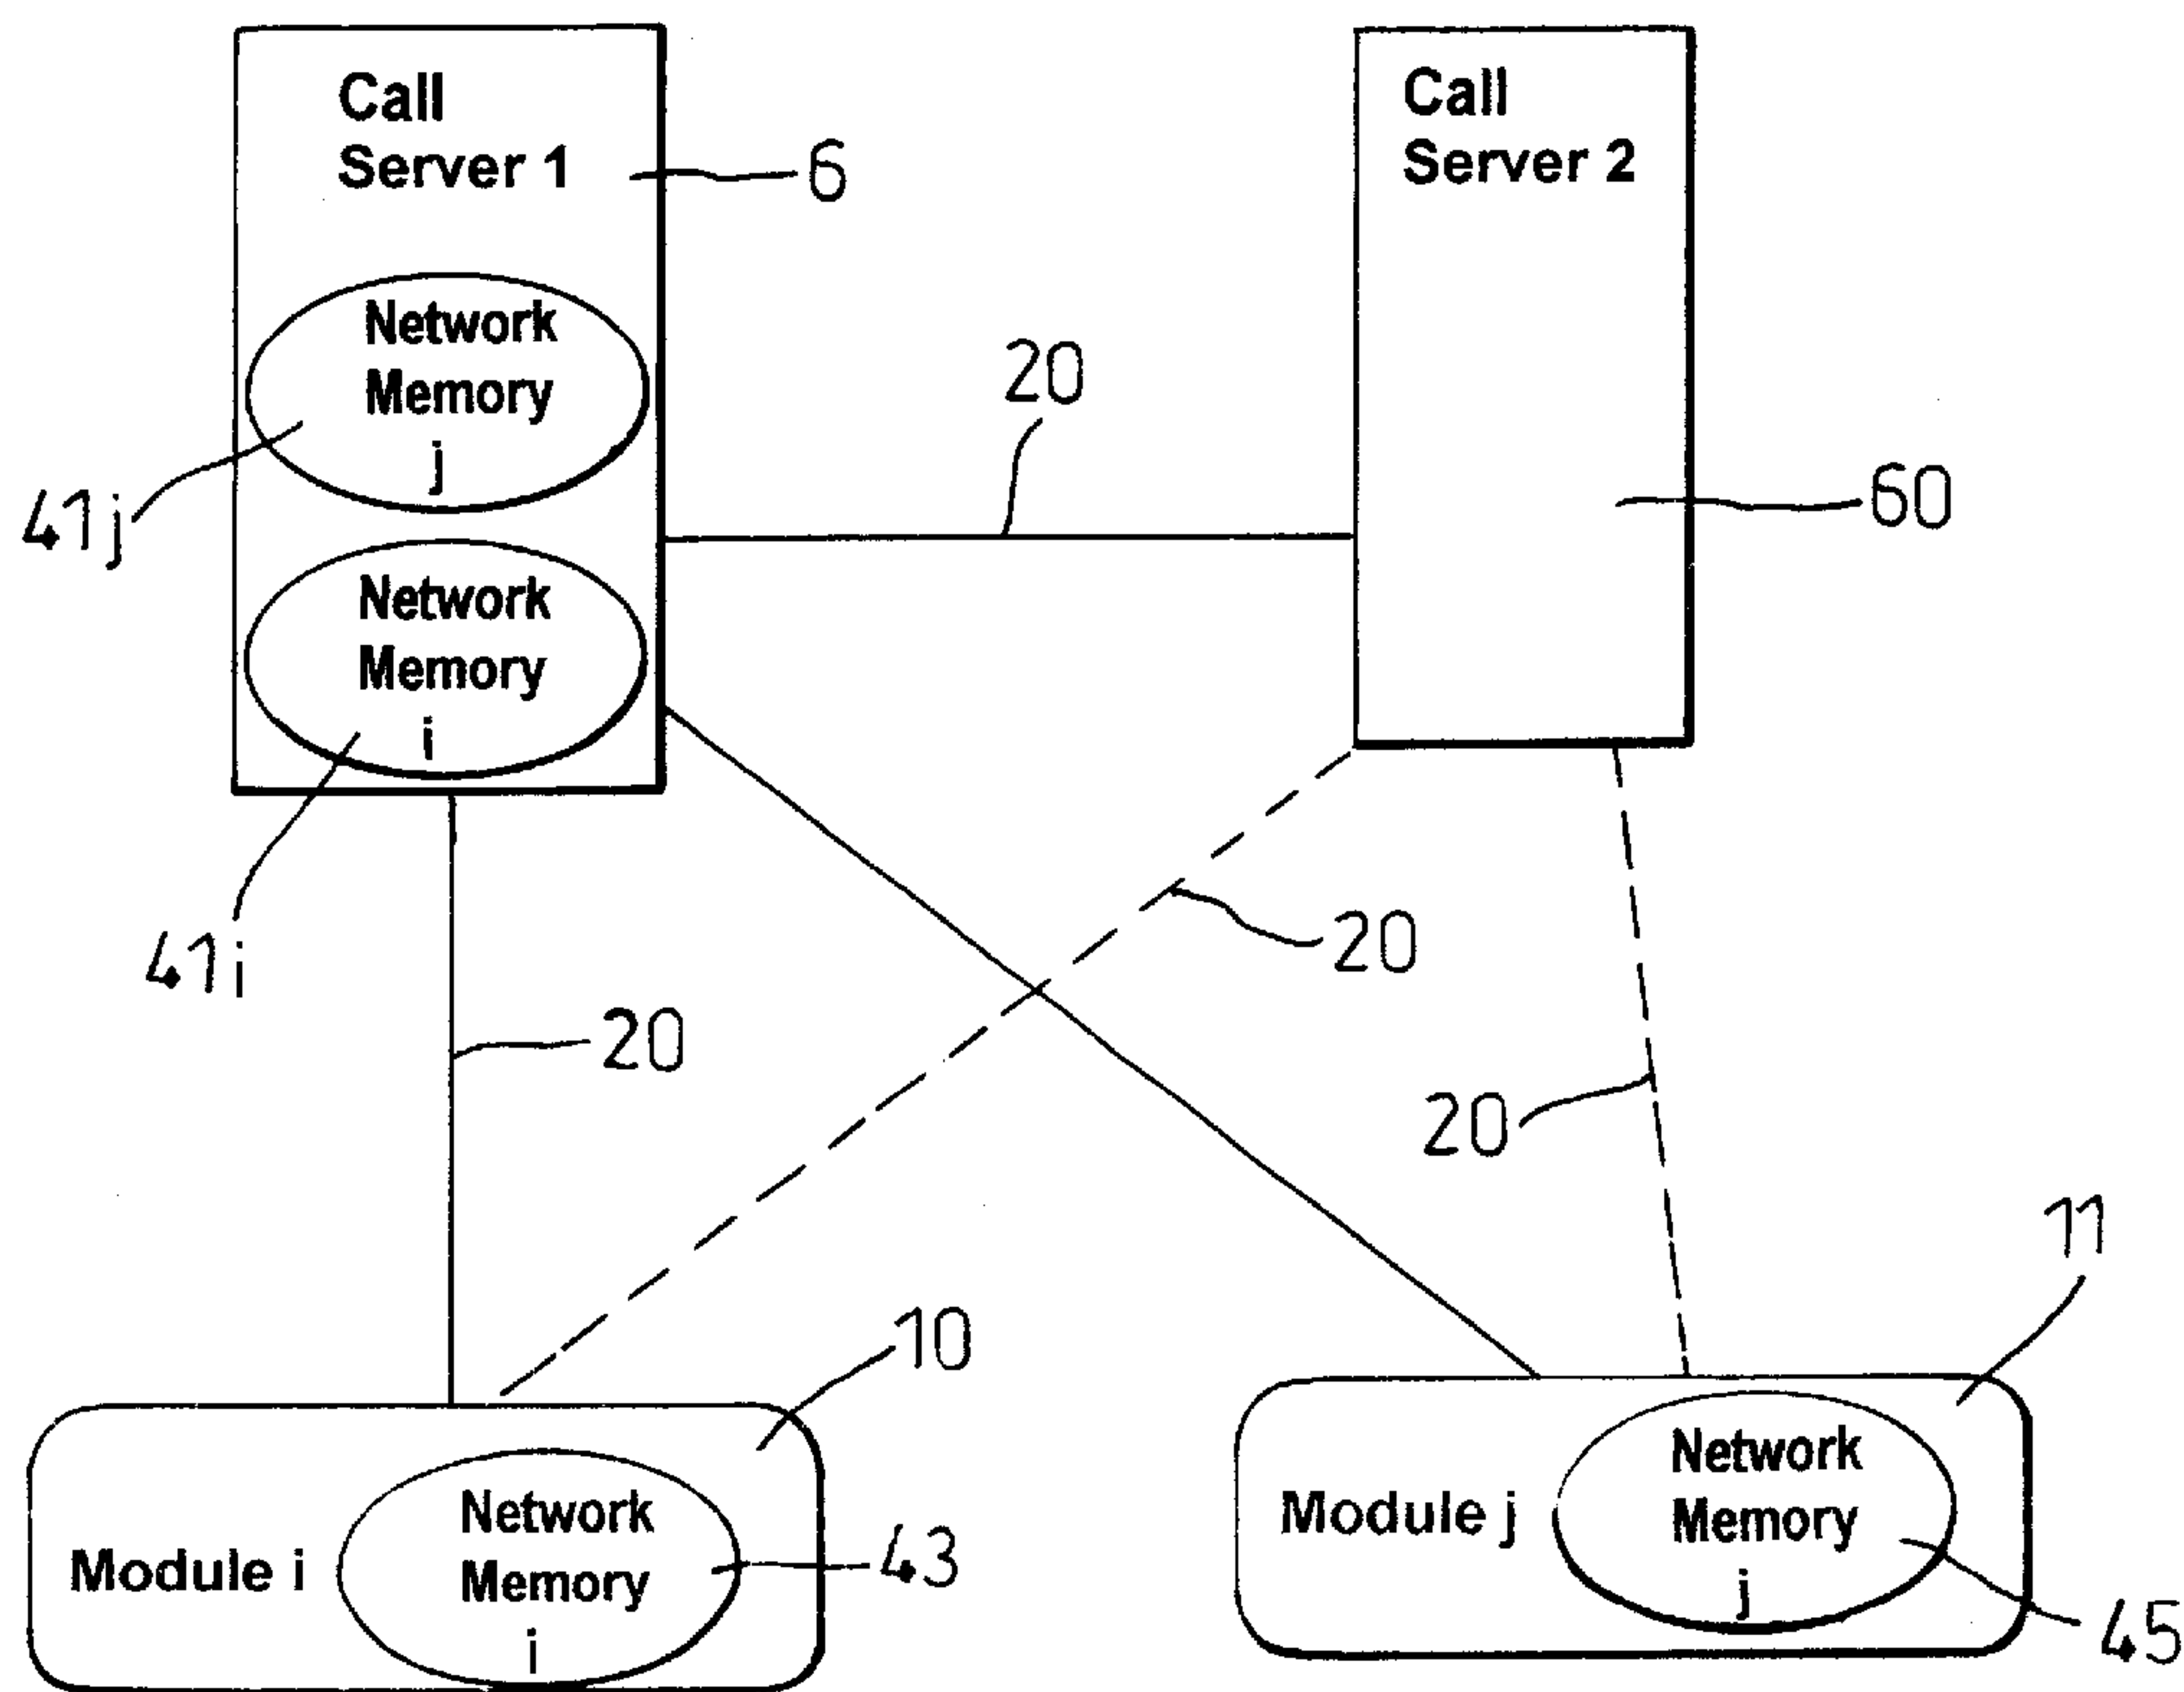 Call
Server 1
6
Network
Memory
j
41j
Network
Memory
i
41i
Call
Server 2
60
20
20
20
20
10
11
Module i
Network
Memory
i
43
Module j
Network
Memory
j
45